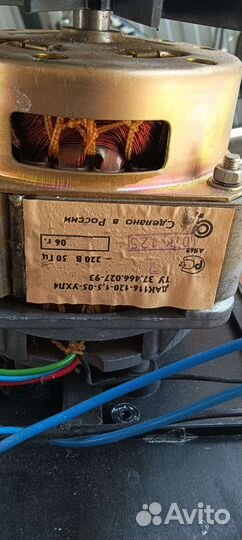 ДАК116-120-1,5-05-УХЛ4
ТУ 37.466.027-93
~ 220 В 50 Гц
06 г.
Сделано в России
Avito